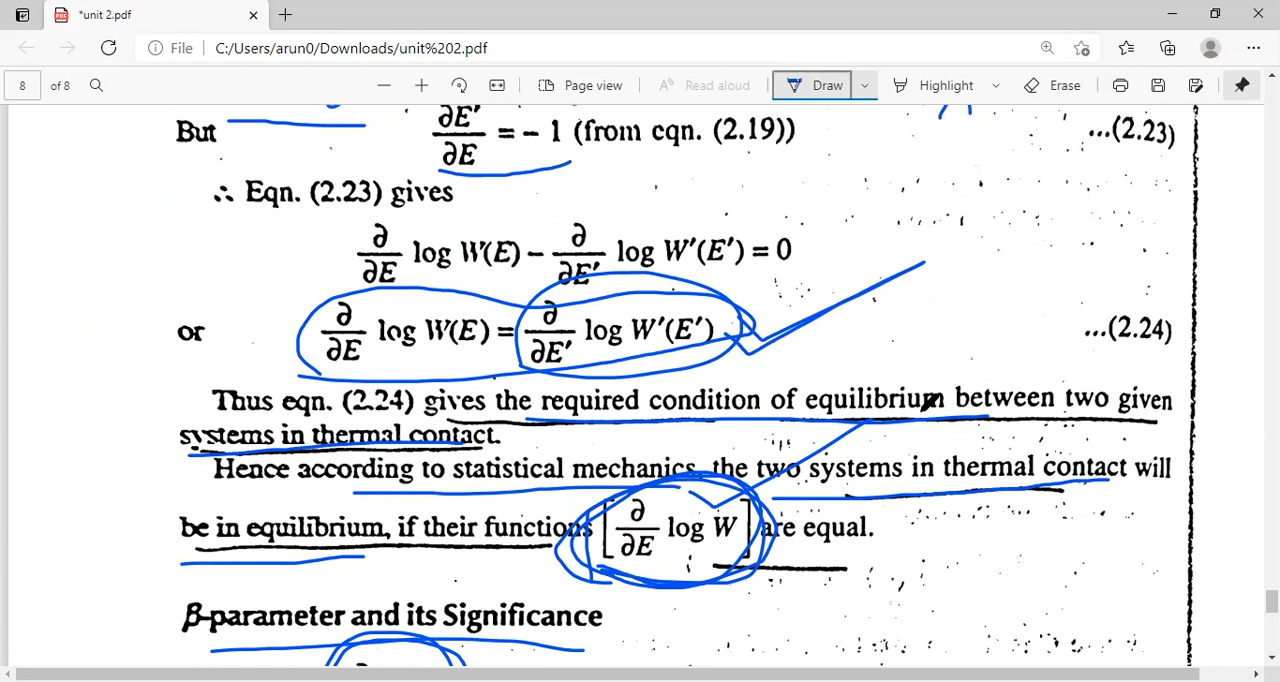 *unit 2.pdf
File C:/Users/arun0/Downloads/unit%202.pdf
8 of 8 Page view Read aloud Draw Highlight Erase
But ∂E′/∂E = – 1 (from eqn. (2.19)) ...(2.23)
∴ Eqn. (2.23) gives
∂/∂E log W(E) – ∂/∂E′ log W′(E′) = 0
or ∂/∂E log W(E) = ∂/∂E′ log W′(E′) ...(2.24)
Thus eqn. (2.24) gives the required condition of equilibrium between two given
systems in thermal contact.
Hence according to statistical mechanics, the two systems in thermal contact will
be in equilibrium, if their functions [∂/∂E log W] are equal.
β-parameter and its Significance